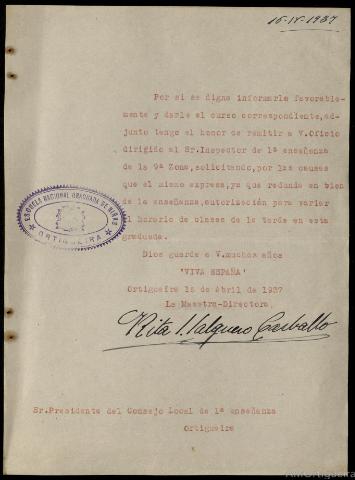 15-IV-1937
Por si se digna informarle favorable-
mente y darle el curso correspondiente, ad-
junto tengo el honor de remitir a V. Oficio
dirigido al Sr. Inspector de 1ª enseñanza
de la 9ª Zona, solicitando, por las causas
que el mismo expresa, ya que redunda en bien
de la enseñanza, autorización para variar
el horario de clases de la tarde en esta
graduada.
ESCUELA NACIONAL GRADUADA DE NIÑAS
ORTIGUEIRA
Dios guarde a V. muchos años
'VIVA ESPAÑA'
Ortigueira 15 de Abril de 1937
La Maestra-Directora,
Rita Carballo
Sr. Presidente del Consejo Local de 1ª enseñanza
Ortigueira
AMOrtigueira